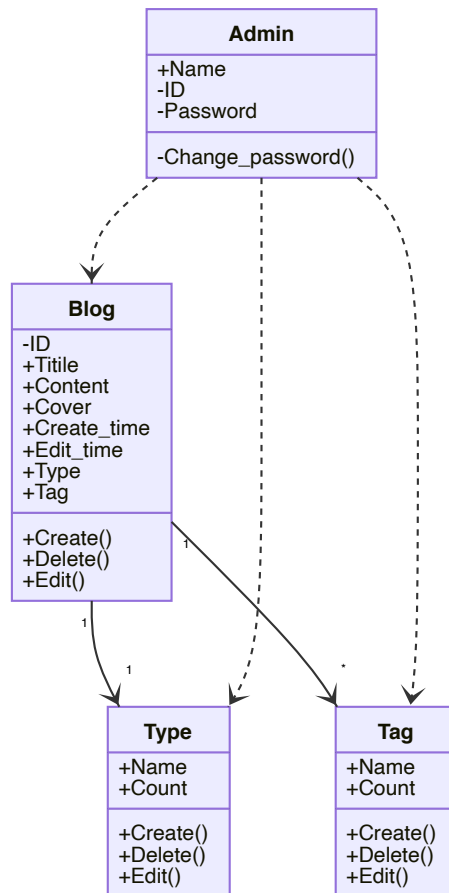 Admin
+Name
-ID
-Password
-Change_password()
Blog
-ID
+Titile
+Content
+Cover
+Create_time
+Edit_time
+Type
+Tag
+Create()
+Delete()
+Edit()
1
1
1
*
Type
+Name
+Count
+Create()
+Delete()
+Edit()
Tag
+Name
+Count
+Create()
+Delete()
+Edit()